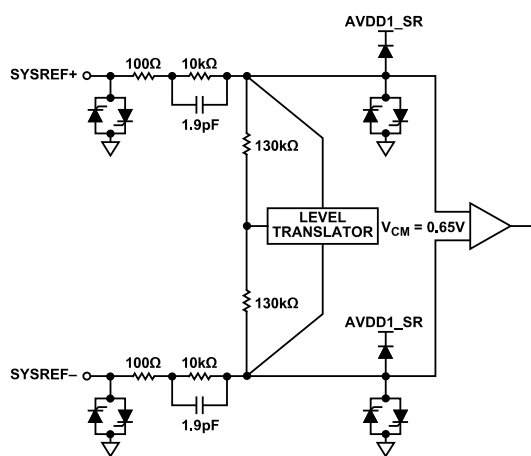 AVDD1_SR
SYSREF+
100Ω
10kΩ
1.9pF
130kΩ
LEVEL
TRANSLATOR
V_CM = 0.65V
130kΩ
AVDD1_SR
SYSREF–
100Ω
10kΩ
1.9pF